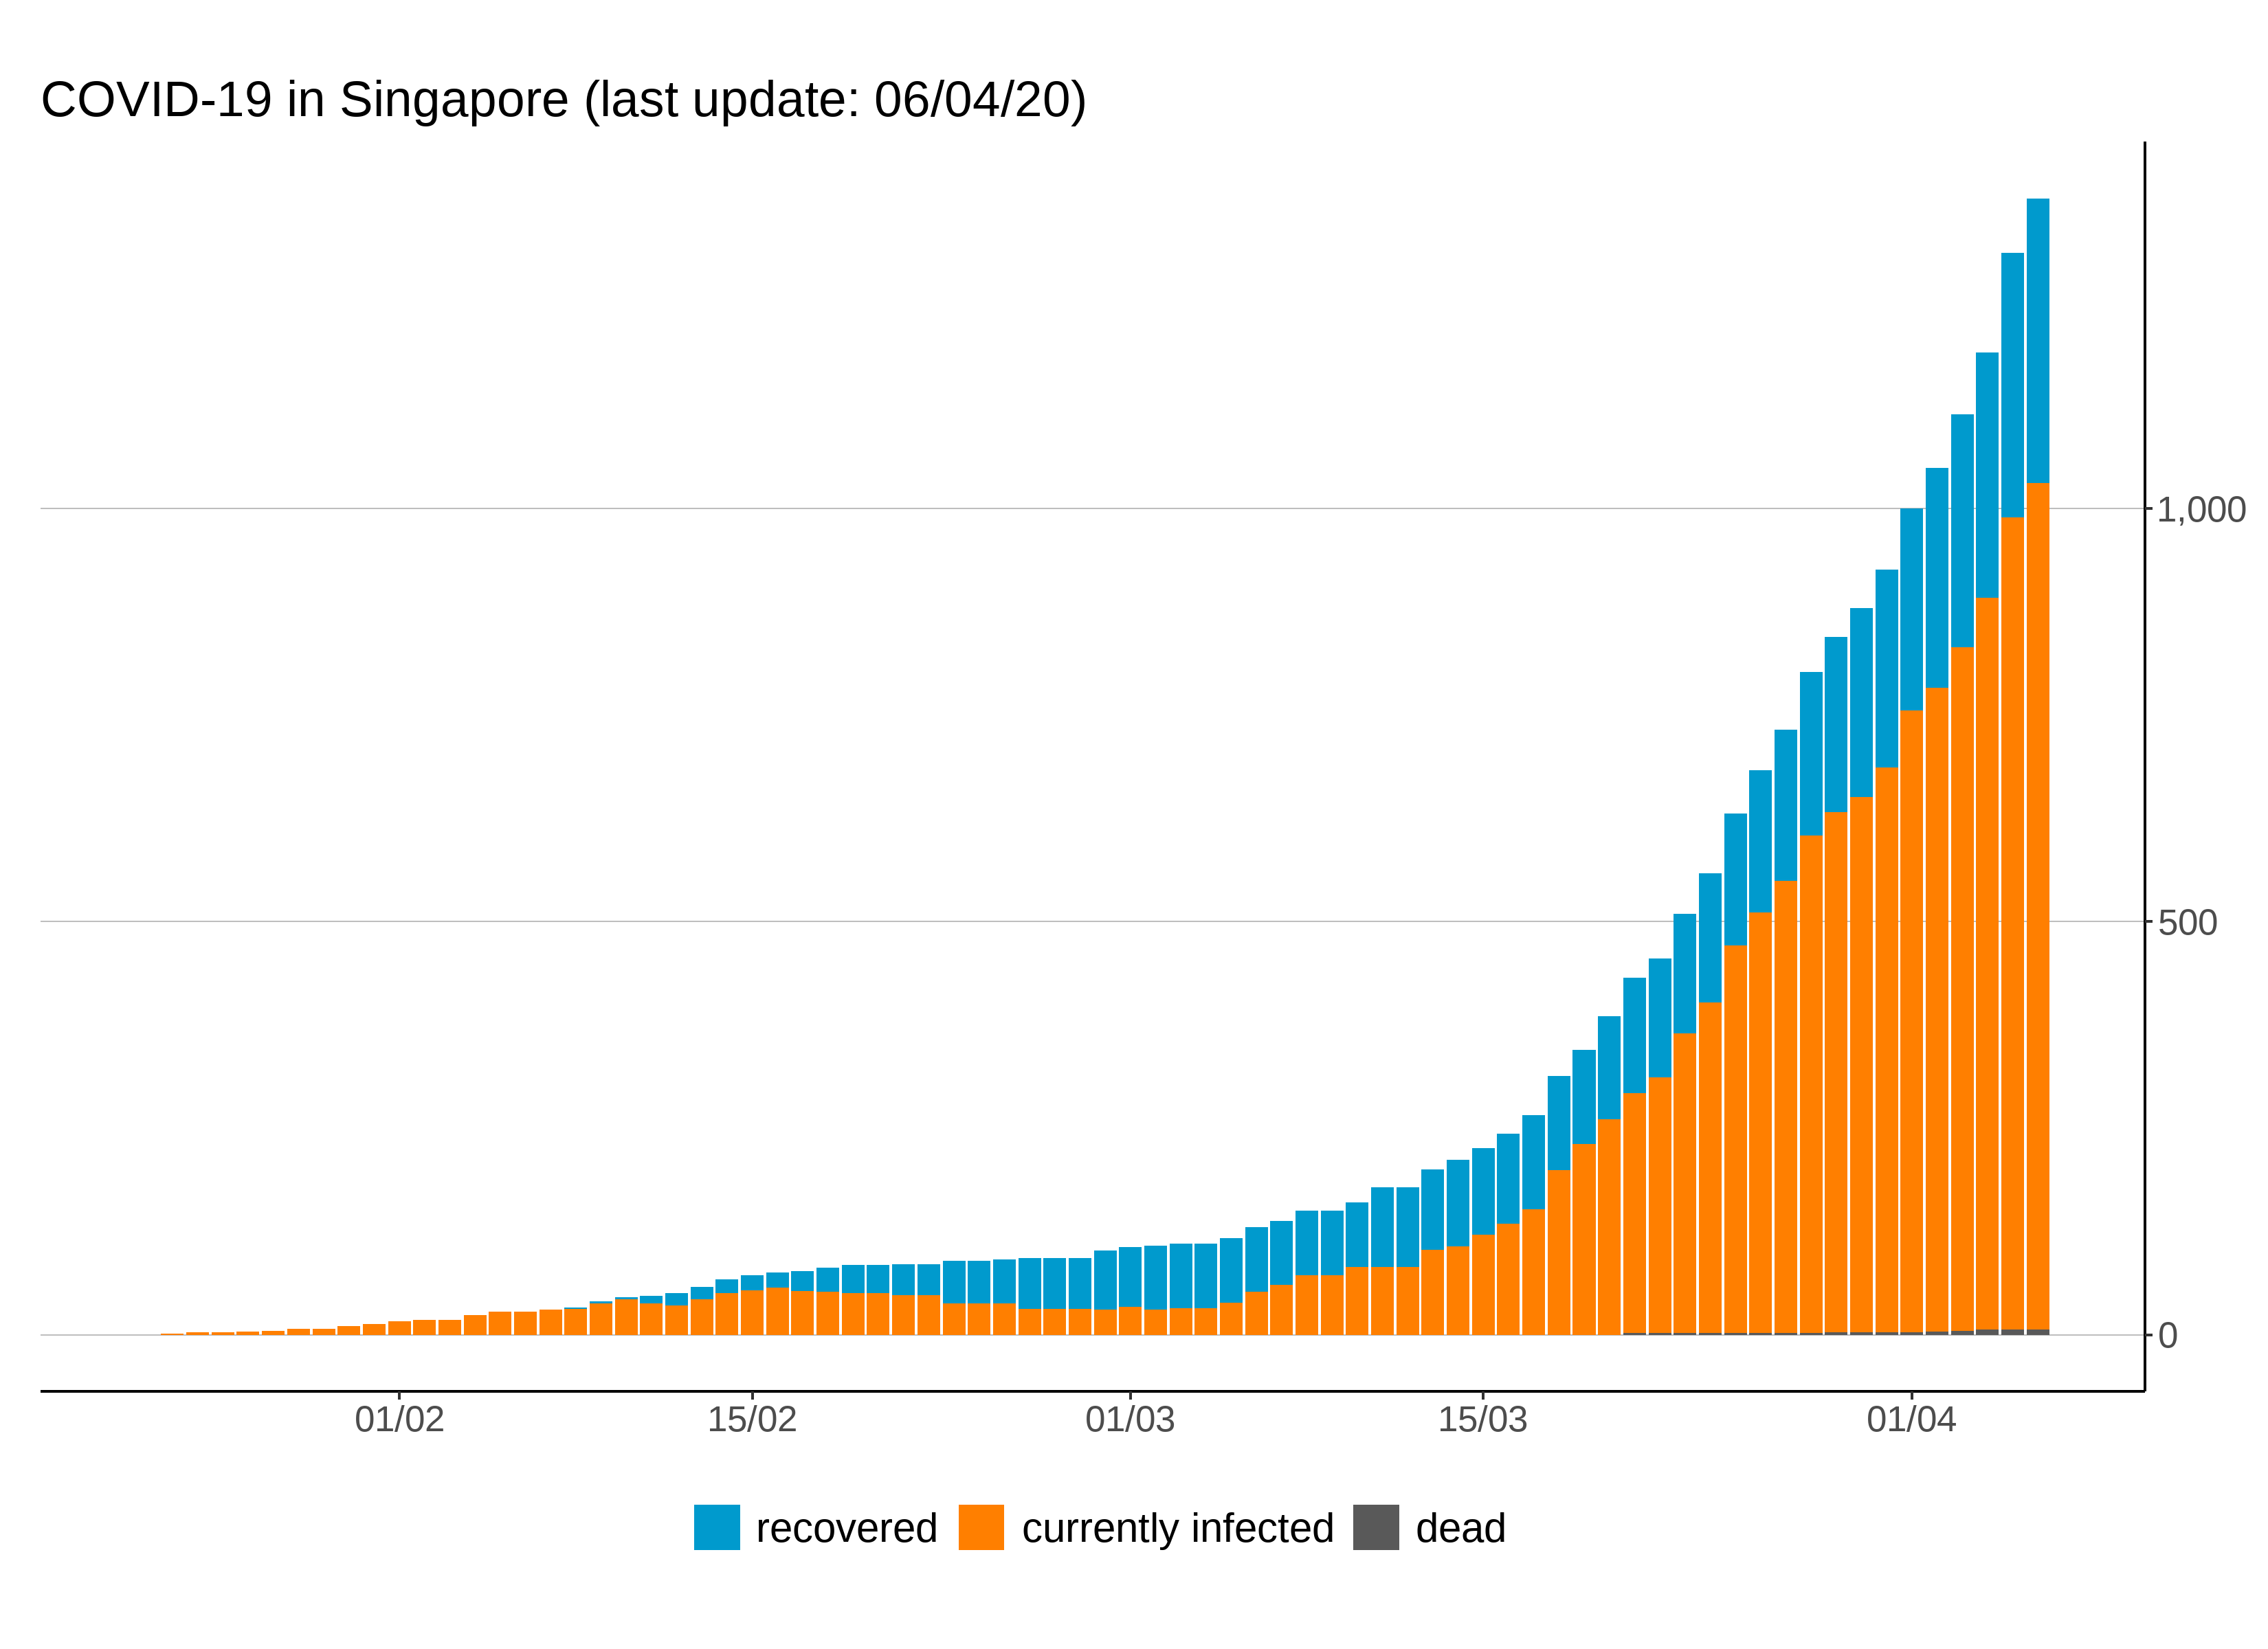 COVID-19 in Singapore (last update: 06/04/20)
1,000
500
0
01/02 15/02 01/03 15/03 01/04
recovered currently infected dead